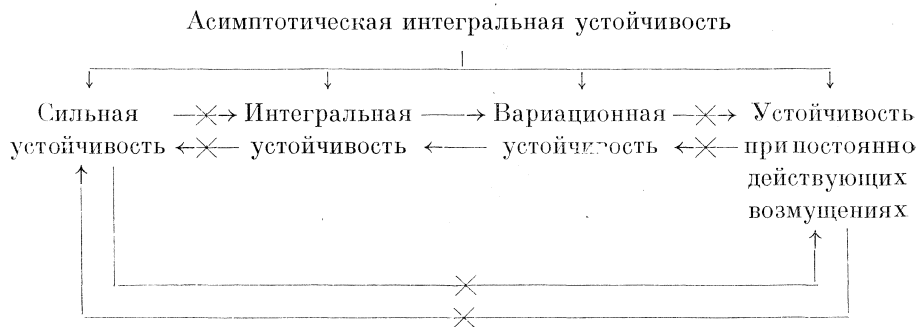 Асимптотическая интегральная устойчивость
Сильная Интегральная Вариационная Устойчивость
устойчивость устойчивость устойчивость при постоянно
действующих
возмущениях